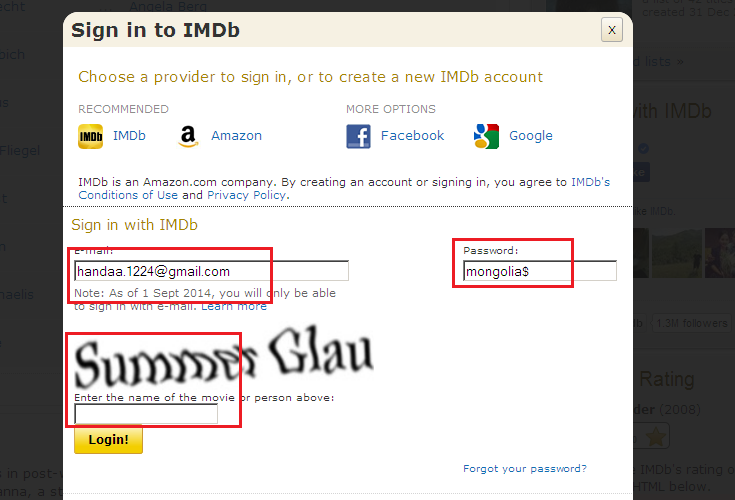 echt
Angela Berg
created 31 Dec
Sign in to IMDb
X
pich
Choose a provider to sign in, or to create a new IMDb account
d lists »
RECOMMENDED
MORE OPTIONS
with IMDb
IMDb
Amazon
Facebook
Google
Fliegel
IMDb is an Amazon.com company. By creating an account or signing in, you agree to IMDb's
Conditions of Use and Privacy Policy.
Sign in with IMDb
E-mail:
Password:
handaa.1224@gmail.com
mongolia$
Note: As of 1 Sept 2014, you will only be able
to sign in with e-mail. Learn more
aelis
1.3M followers
Summer Glau
Rating
Enter the name of the movie or person above:
der (2008)
Login!
Forgot your password?
s in post-w
IMDb's rating o
nna, a st
HTML below.